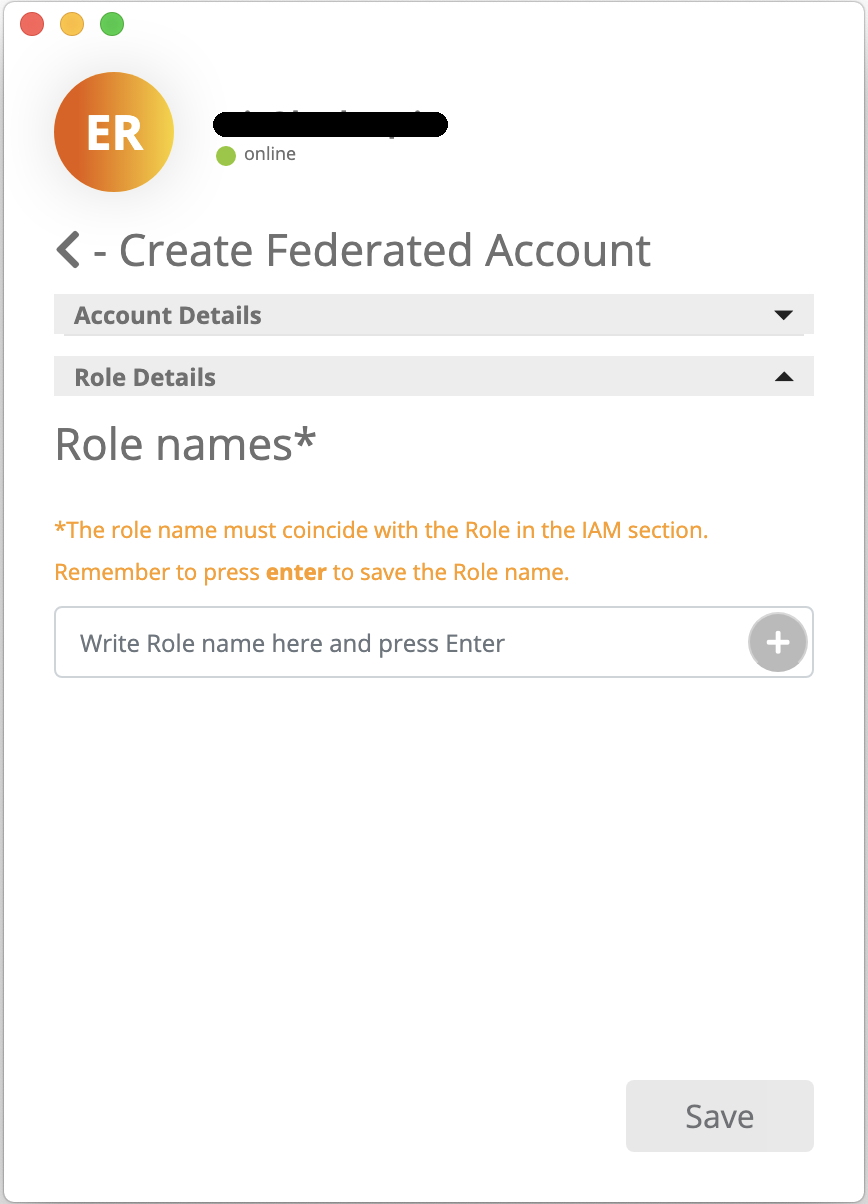 ER
online
- Create Federated Account
Account Details
Role Details
Role names*
*The role name must coincide with the Role in the IAM section.
Remember to press enter to save the Role name.
Write Role name here and press Enter
Save